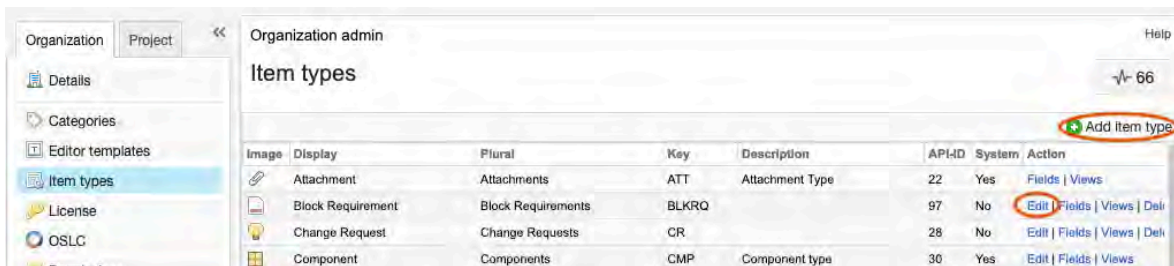 Organization Project «
Details
Categories
Editor templates
Item types
License
OSLC
Organization admin Help
Item types
66
Add item type
Image Display Plural Key Description API-ID System Action
Attachment Attachments ATT Attachment Type 22 Yes Fields | Views
Block Requirement Block Requirements BLKRQ 97 No Edit | Fields | Views | Dele
Change Request Change Requests CR 28 No Edit | Fields | Views | Dele
Component Components CMP Component type 30 Yes Edit | Fields | Views